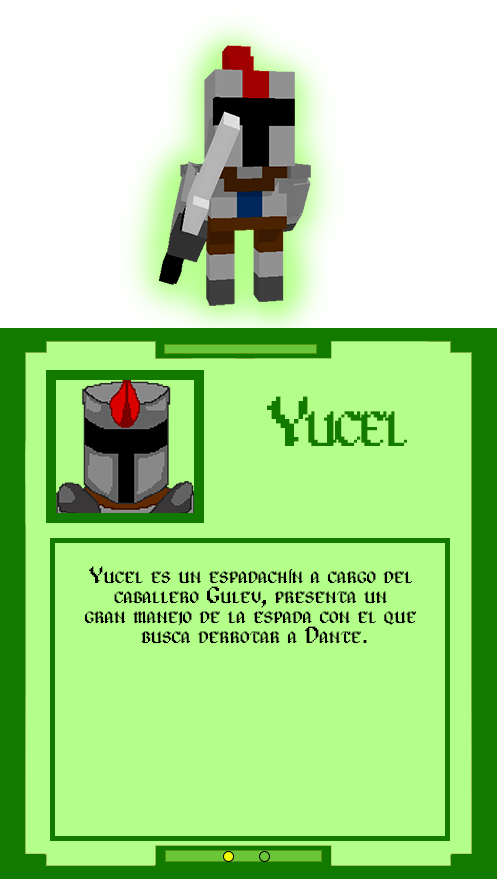 Yucel
Yucel es un espadachín a cargo del
caballero Gulev, presenta un
gran manejo de la espada con el que
busca derrotar a Dante.